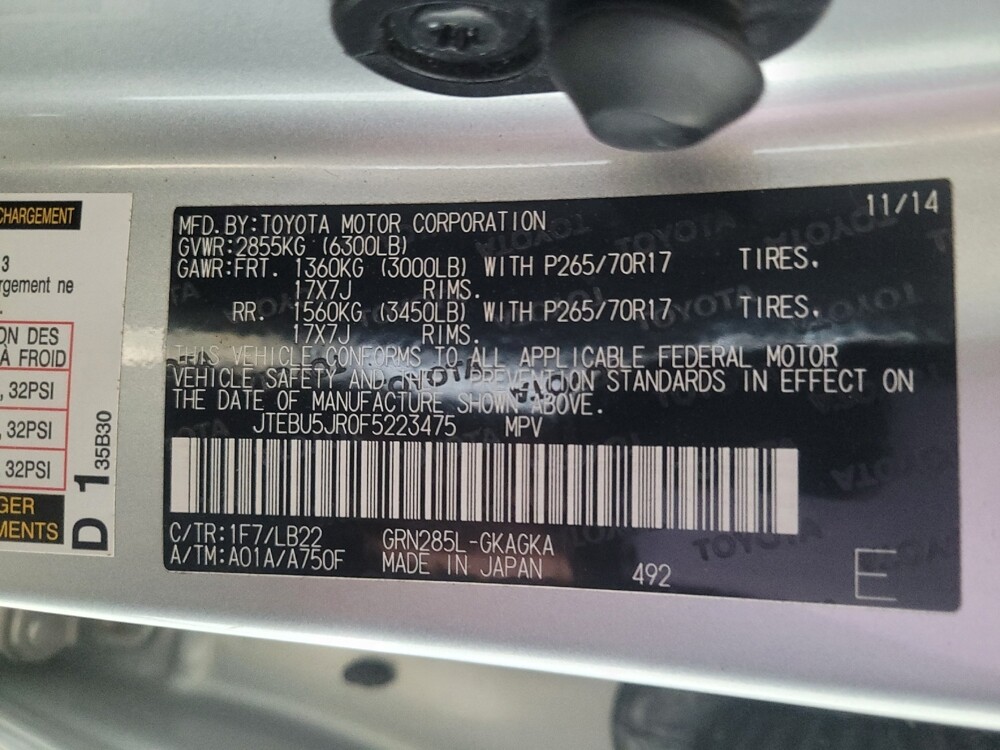 CHARGEMENT
3
rgement ne
ON DES
À FROID
, 32PSI
, 32PSI
32PSI
GER
MENTS
D 1 35B30
11/14
MFD.BY:TOYOTA MOTOR CORPORATION
GVWR:2855KG (6300LB)
GAWR:FRT. 1360KG (3000LB) WITH P265/70R17 TIRES.
17X7J RIMS.
RR. 1560KG (3450LB) WITH P265/70R17 TIRES.
17X7J RIMS.
THIS VEHICLE CONFORMS TO ALL APPLICABLE FEDERAL MOTOR
VEHICLE SAFETY AND PREVENTION STANDARDS IN EFFECT ON
THE DATE OF MANUFACTURE SHOWN ABOVE.
JTEBU5JR0F5223475 MPV
C/TR:1F7/LB22 GRN285L-GKAGKA
A/TM:A01A/A750F MADE IN JAPAN 492
E